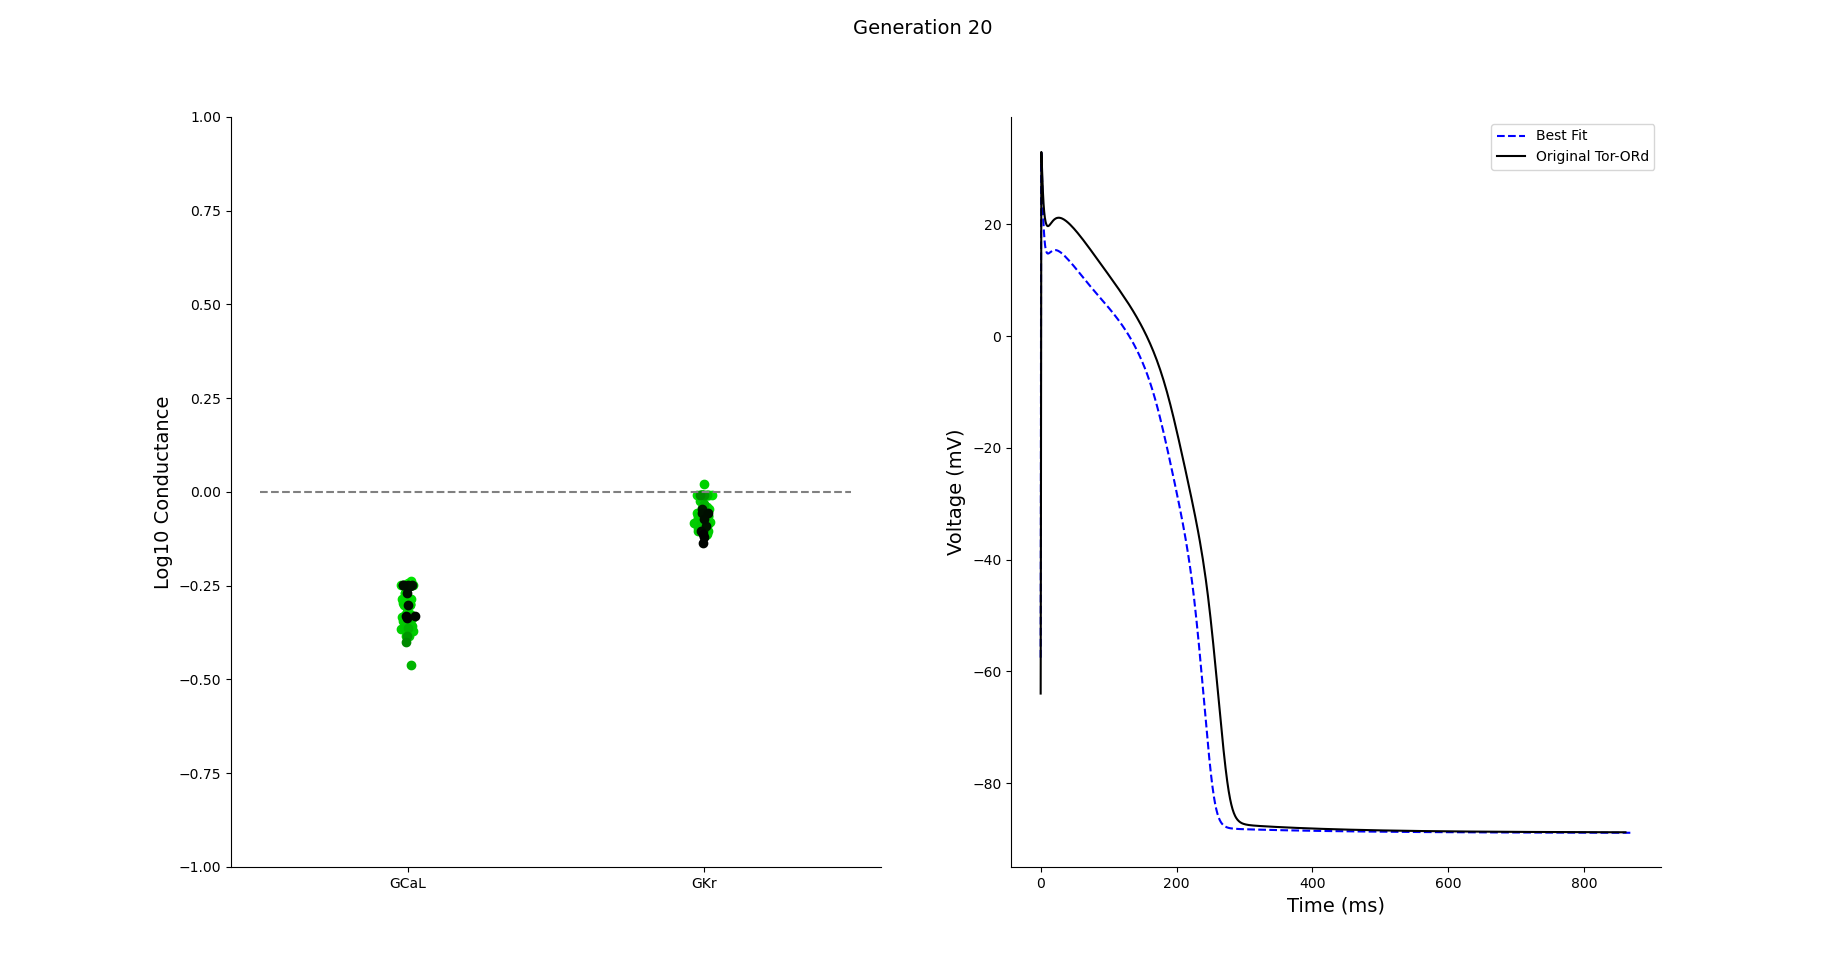 Generation 20
1.00
0.75
0.50
0.25
0.00
−0.25
−0.50
−0.75
−1.00
Log10 Conductance
GCaL
GKr
Best Fit
Original Tor-ORd
20
0
−20
−40
−60
−80
Voltage (mV)
0 200 400 600 800
Time (ms)